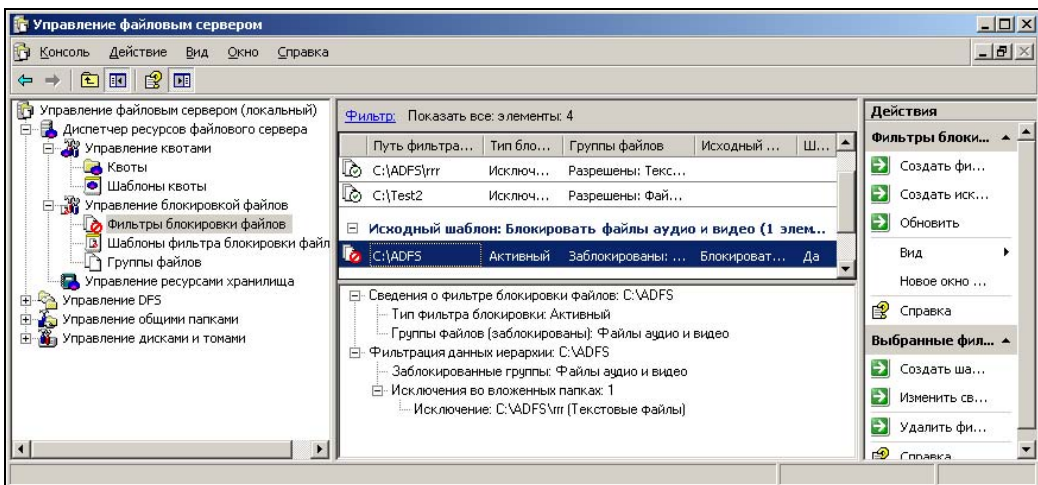 Управление файловым сервером
Консоль Действие Вид Окно Справка
Управление файловым сервером (локальный)
Диспетчер ресурсов файлового сервера
Управление квотами
Квоты
Шаблоны квоты
Управление блокировкой файлов
Фильтры блокировки файлов
Шаблоны фильтра блокировки файл
Группы файлов
Управление ресурсами хранилища
Управление DFS
Управление общими папками
Управление дисками и томами
Фильтр: Показать все: элементы: 4
Путь фильтра... Тип бло... Группы файлов Исходный ... Ш...
C:\ADFS\rrr Исключ... Разрешены: Текс...
C:\Test2 Исключ... Разрешены: Фай...
Исходный шаблон: Блокировать файлы аудио и видео (1 элем...
C:\ADFS Активный Заблокированы: ... Блокироват... Да
Сведения о фильтре блокировки файлов: C:\ADFS
Тип фильтра блокировки: Активный
Группы файлов (заблокированы): Файлы аудио и видео
Фильтрация данных иерархии: C:\ADFS
Заблокированные группы: Файлы аудио и видео
Исключения во вложенных папках: 1
Исключение: C:\ADFS\rrr (Текстовые файлы)
Действия
Фильтры блоки...
Создать фи...
Создать иск...
Обновить
Вид
Новое окно ...
Справка
Выбранные фил...
Создать ша...
Изменить св...
Удалить фи...
Справка